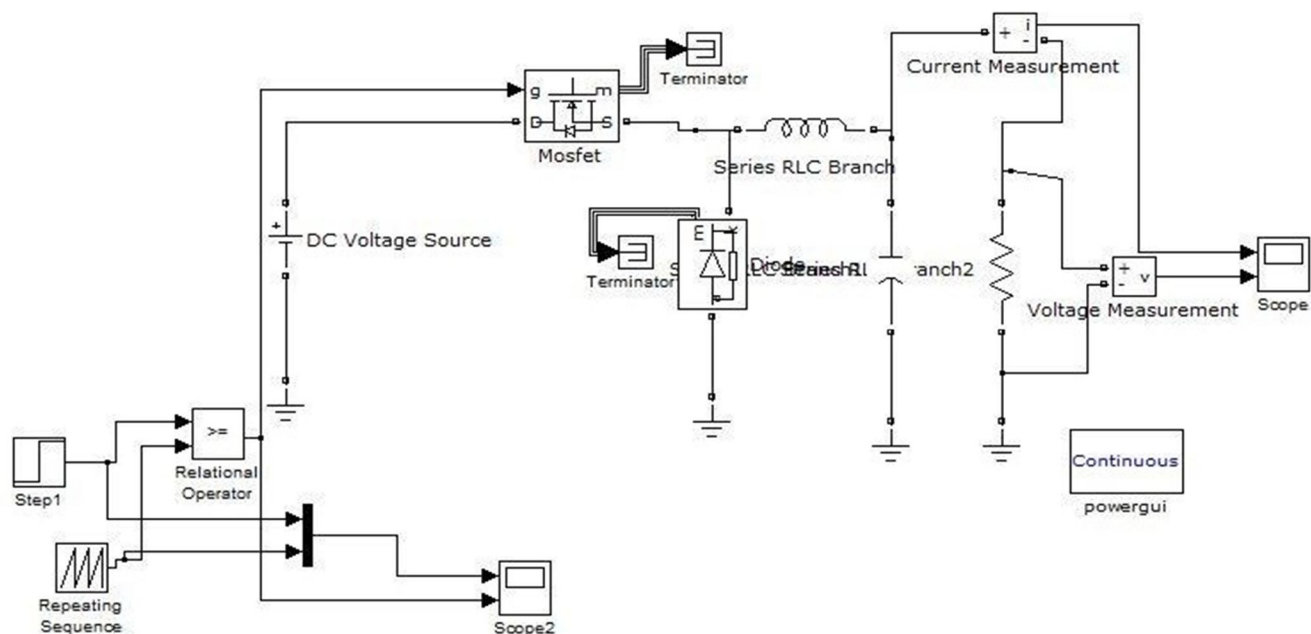 i
+
-
Current Measurement
Terminator
g
m
D
S
Mosfet
Series RLC Branch
+
DC Voltage Source
m
k
Diode
Terminator
+
-
v
Voltage Measurement
Scope
>=
Relational
Operator
Step1
Continuous
powergui
Repeating
Sequence
Scope2